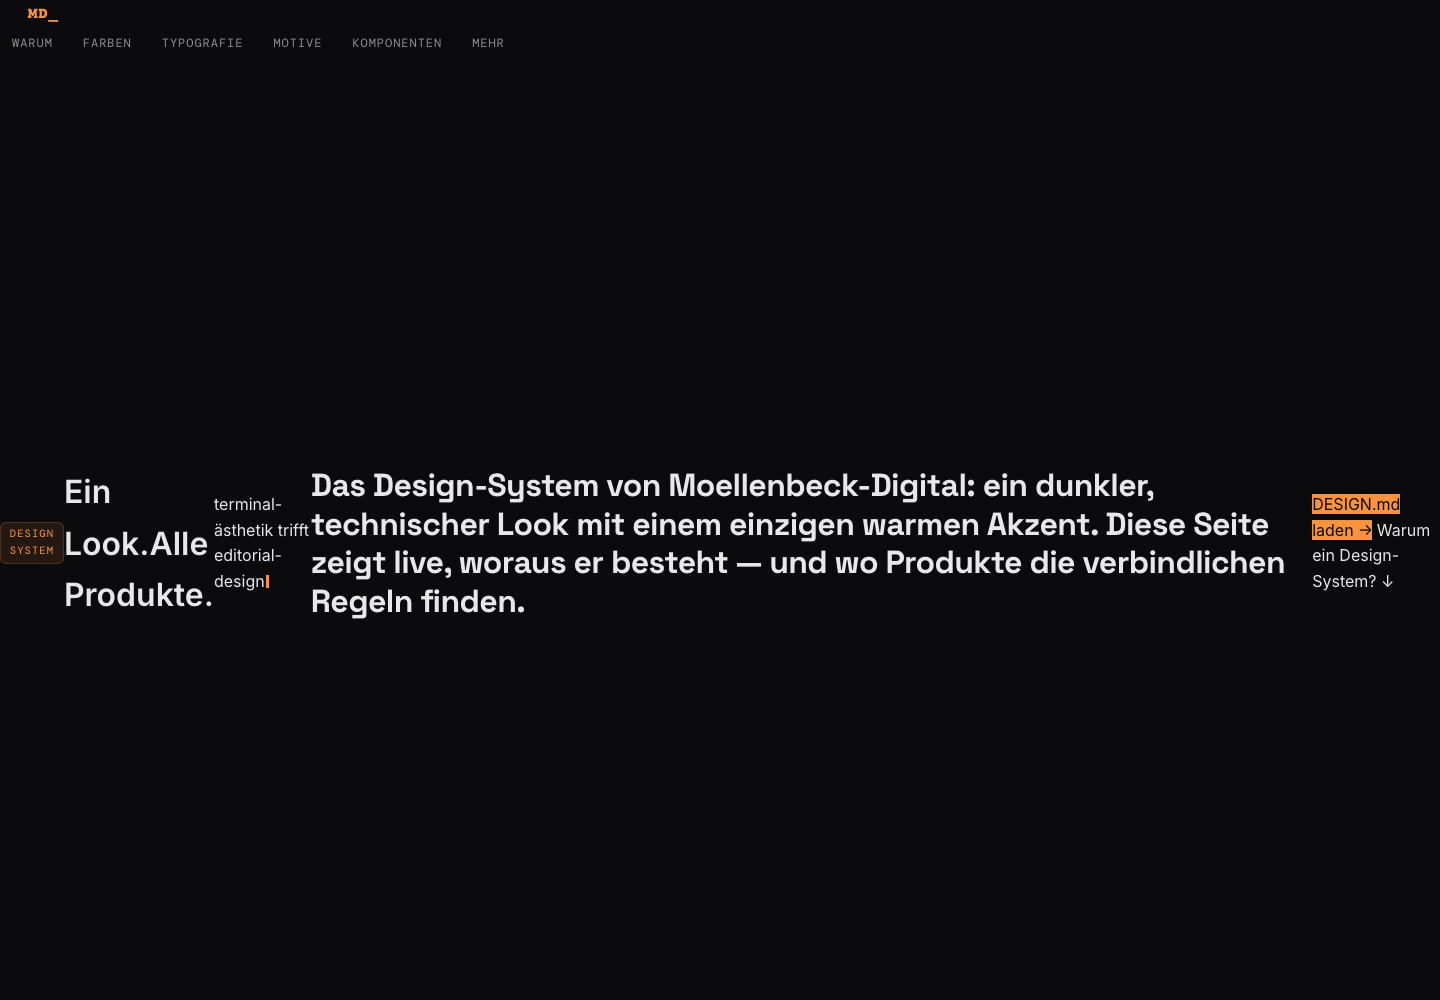 MD_
WARUM FARBEN TYPOGRAFIE MOTIVE KOMPONENTEN MEHR
DESIGN
SYSTEM
Ein
Look.Alle
Produkte.
terminal-
ästhetik trifft
editorial-
design
Das Design-System von Moellenbeck-Digital: ein dunkler,
technischer Look mit einem einzigen warmen Akzent. Diese Seite
zeigt live, woraus er besteht — und wo Produkte die verbindlichen
Regeln finden.
DESIGN.md
laden → Warum
ein Design-
System? ↓